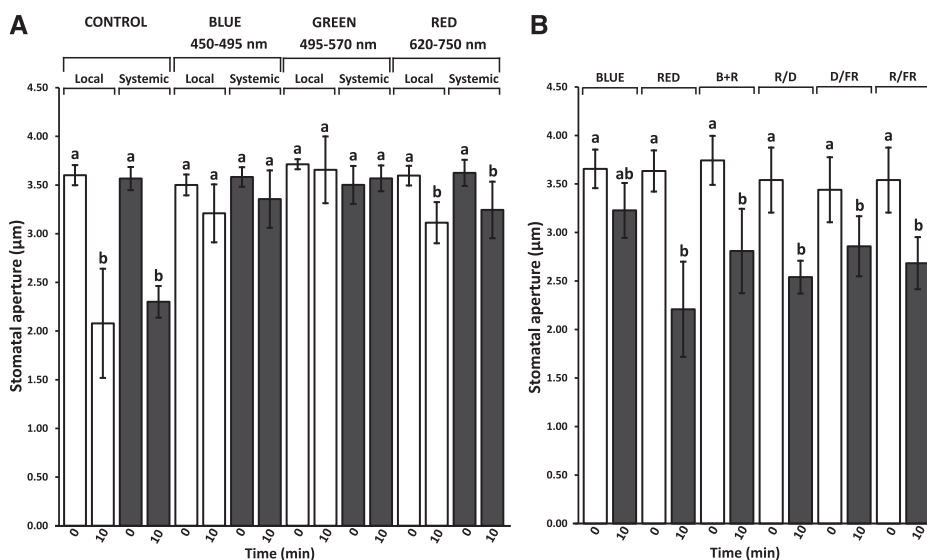 A
CONTROL BLUE GREEN RED
450-495 nm 495-570 nm 620-750 nm
Local Systemic Local Systemic Local Systemic Local Systemic
Stomatal aperture (μm)
4.50
4.00
3.50
3.00
2.50
2.00
1.50
1.00
0.50
0.00
a b a b a a a a a a a a a b a b
0 10 0 10 0 10 0 10 0 10 0 10 0 10 0 10
Time (min)
B
BLUE RED B+R R/D D/FR R/FR
Stomatal aperture (μm)
4.50
4.00
3.50
3.00
2.50
2.00
1.50
1.00
0.50
0.00
a ab a b a b a b a b a b
0 10 0 10 0 10 0 10 0 10 0 10
Time (min)